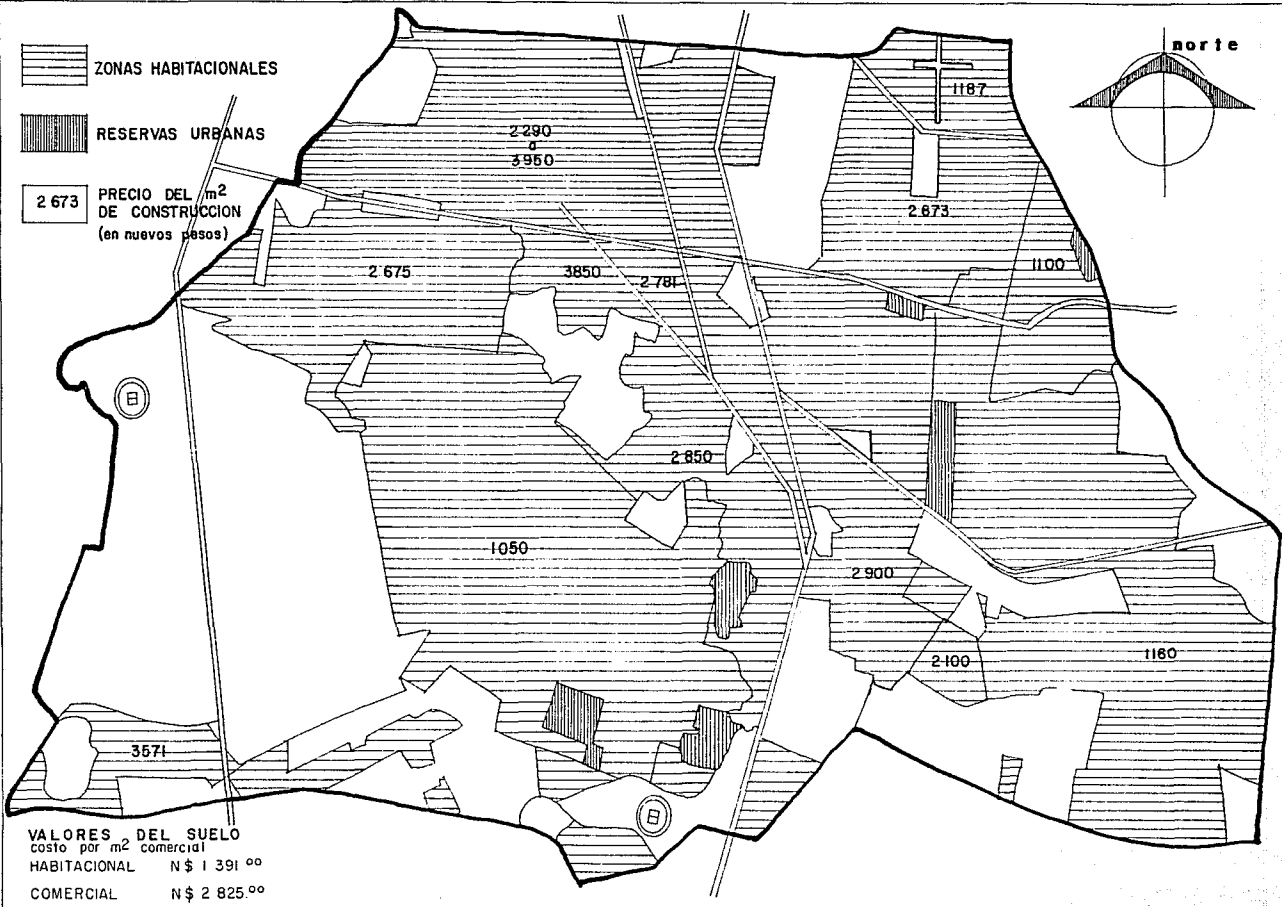 norte
ZONAS HABITACIONALES
RESERVAS URBANAS
2 673
PRECIO DEL m2
DE CONSTRUCCION
(en nuevos pesos)
1187
2 290
a
3950
2 673
2 675
3850
2 781
1100
2 850
1050
2 900
2 100
1160
3571
VALORES DEL SUELO
costo por m2 comercial
HABITACIONAL N$ 1 391 00
COMERCIAL N$ 2 825.00